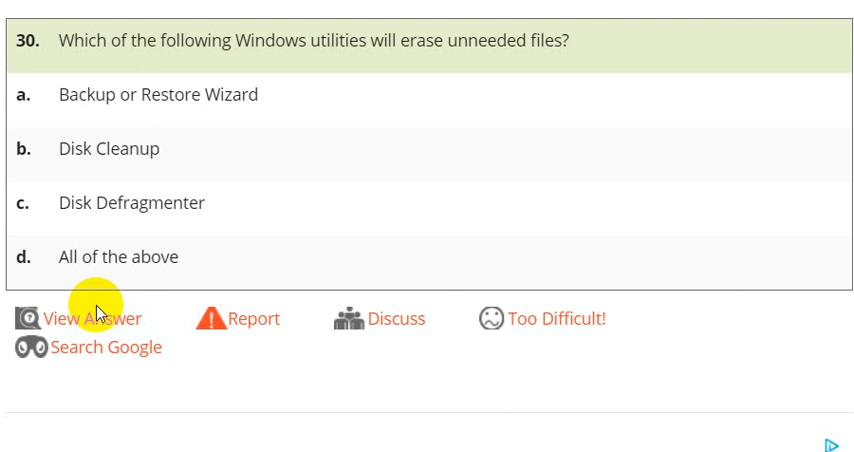 30. Which of the following Windows utilities will erase unneeded files?
a. Backup or Restore Wizard
b. Disk Cleanup
c. Disk Defragmenter
d. All of the above
View Answer Report Discuss Too Difficult!
Search Google